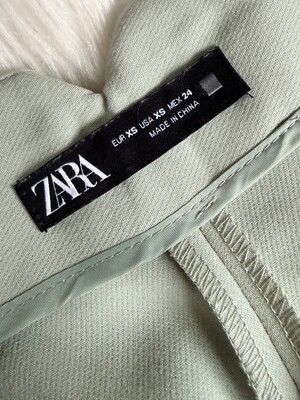 ZARA
EUR XS USA XS MEX 24
MADE IN CHINA